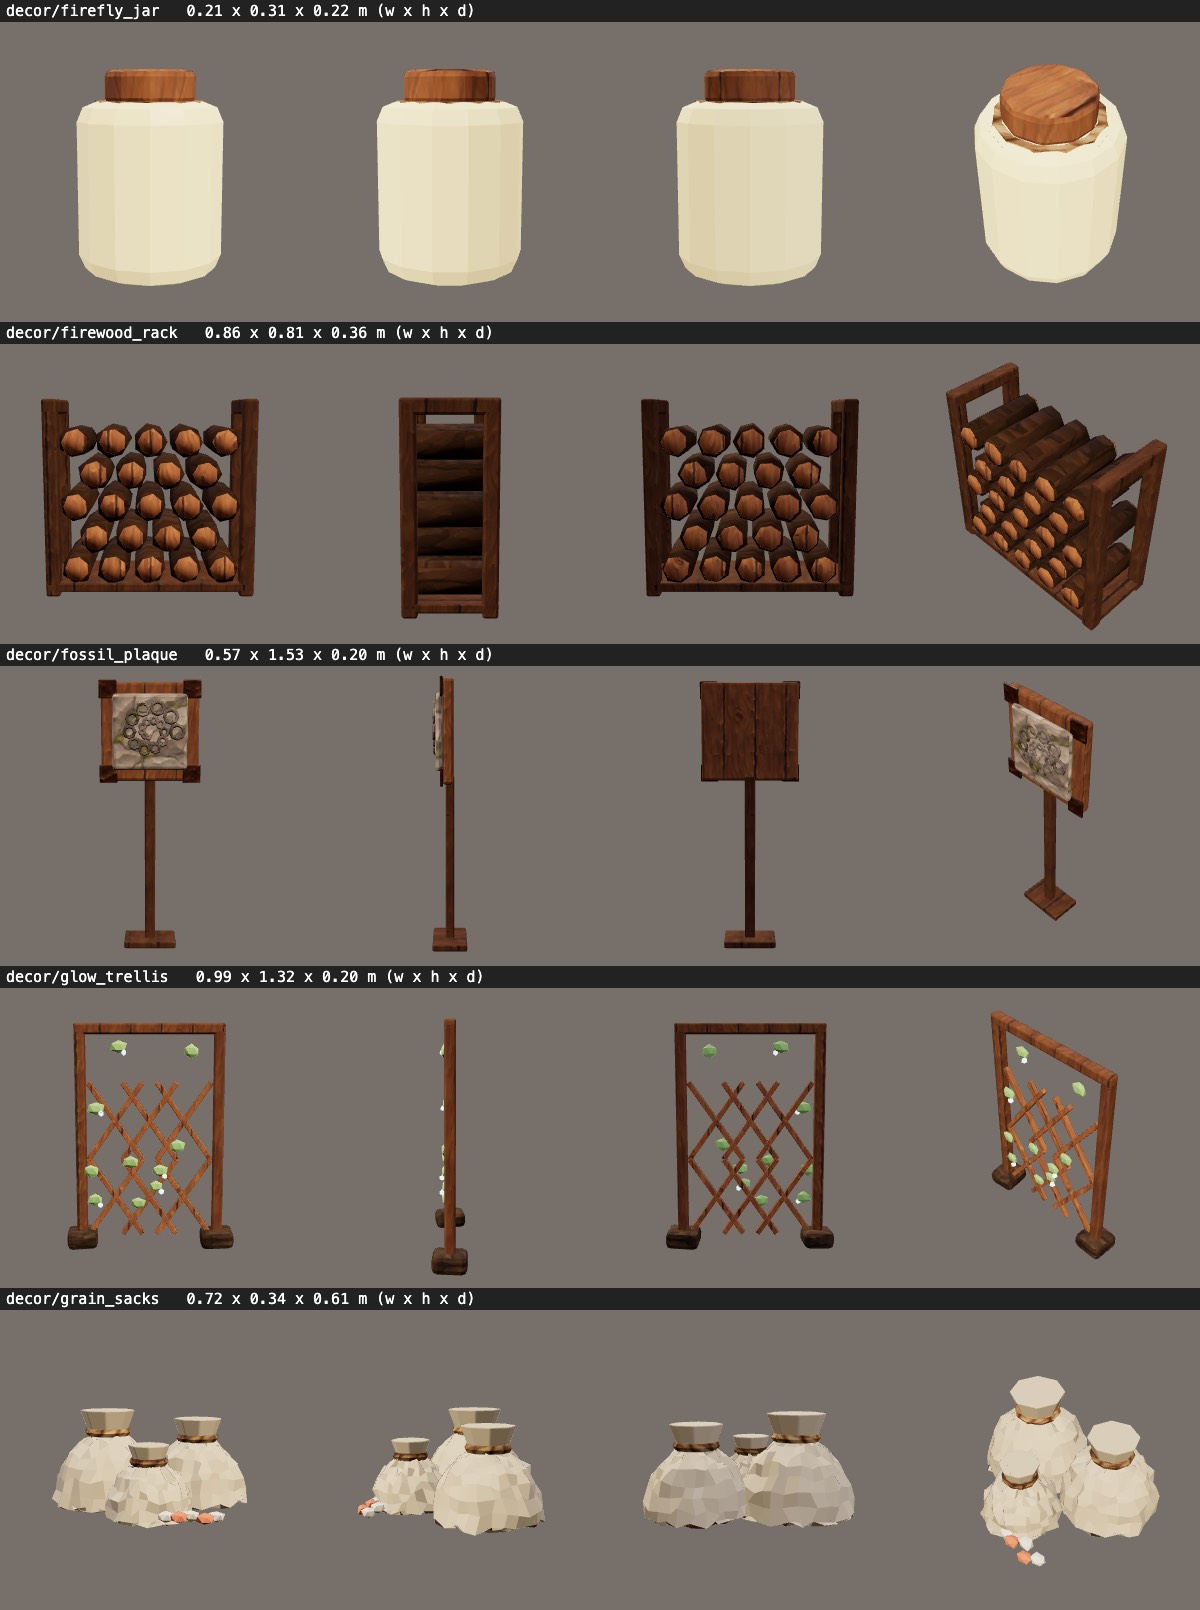 decor/firefly_jar 0.21 x 0.31 x 0.22 m (w x h x d)
decor/firewood_rack 0.86 x 0.81 x 0.36 m (w x h x d)
decor/fossil_plaque 0.57 x 1.53 x 0.20 m (w x h x d)
decor/glow_trellis 0.99 x 1.32 x 0.20 m (w x h x d)
decor/grain_sacks 0.72 x 0.34 x 0.61 m (w x h x d)